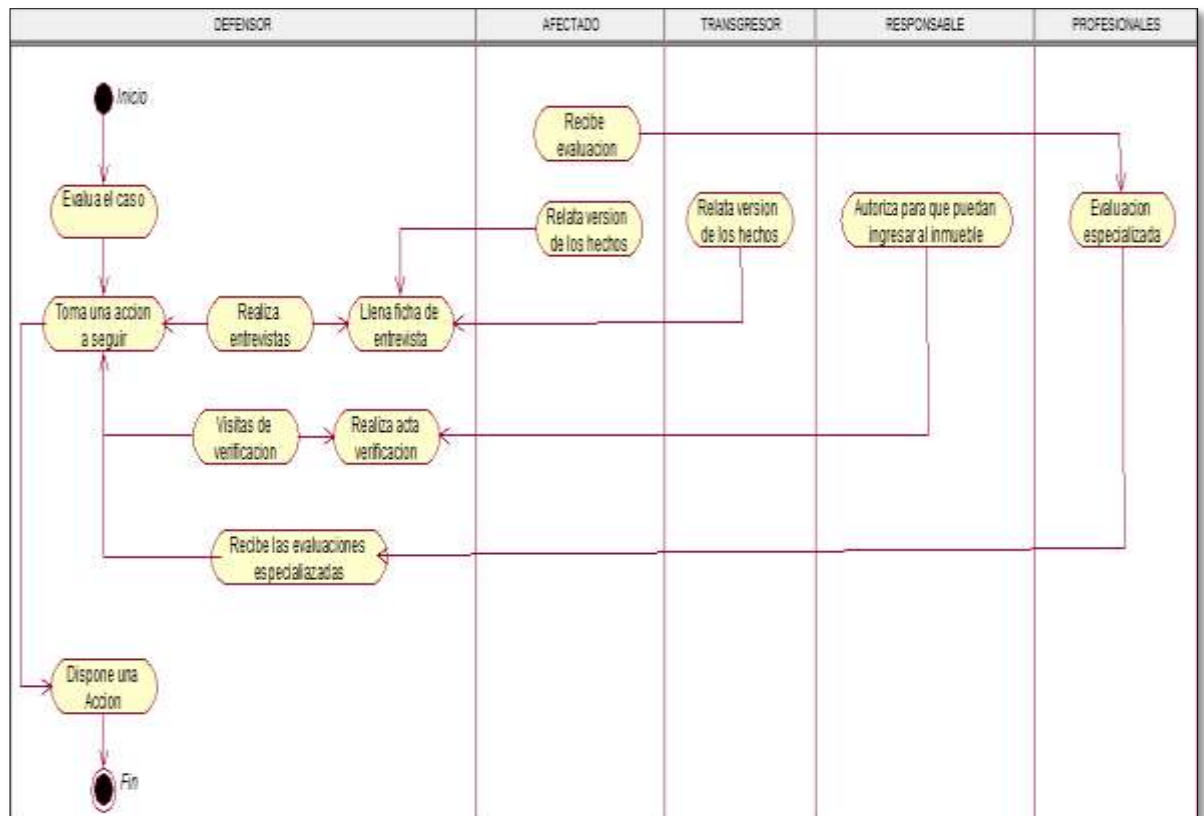 DEFENSOR
AFECTADO
TRANSGRESOR
RESPONSABLE
PROFESIONALES
Inicio
Recibe
evaluacion
Evalua el caso
Relata version
de los hechos
Relata version
de los hechos
Autoriza para que puedan
ingresar al inmueble
Evaluacion
especializada
Toma una accion
a seguir
Realiza
entrevistas
Llena ficha de
entrevista
Visitas de
verificacion
Realiza acta
verificacion
Recibe las evaluaciones
especialiazadas
Dispone una
Accion
Fin